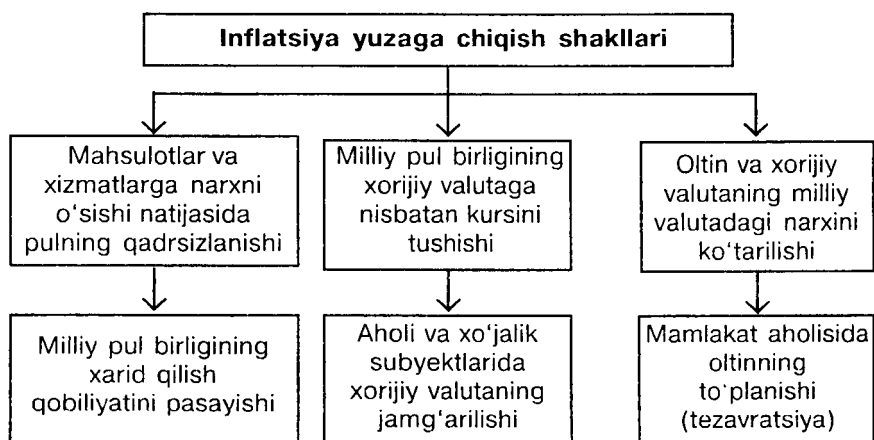 Inflatsiya yuzaga chiqish shakllari
Mahsulotlar va
xizmatlarga narxni
o‘sishi natijasida
pulning qadrsizlanishi
Milliy pul birligining
xorijiy valutaga
nisbatan kursini
tushishi
Oltin va xorijiy
valutaning milliy
valutadagi narxini
ko‘tarilishi
Milliy pul birligining
xarid qilish
qobiliyatini pasayishi
Aholi va xo‘jalik
subyektlarida
xorijiy valutaning
jamg‘arilishi
Mamlakat aholisida
oltinning
to‘planishi
(tezavratsiya)